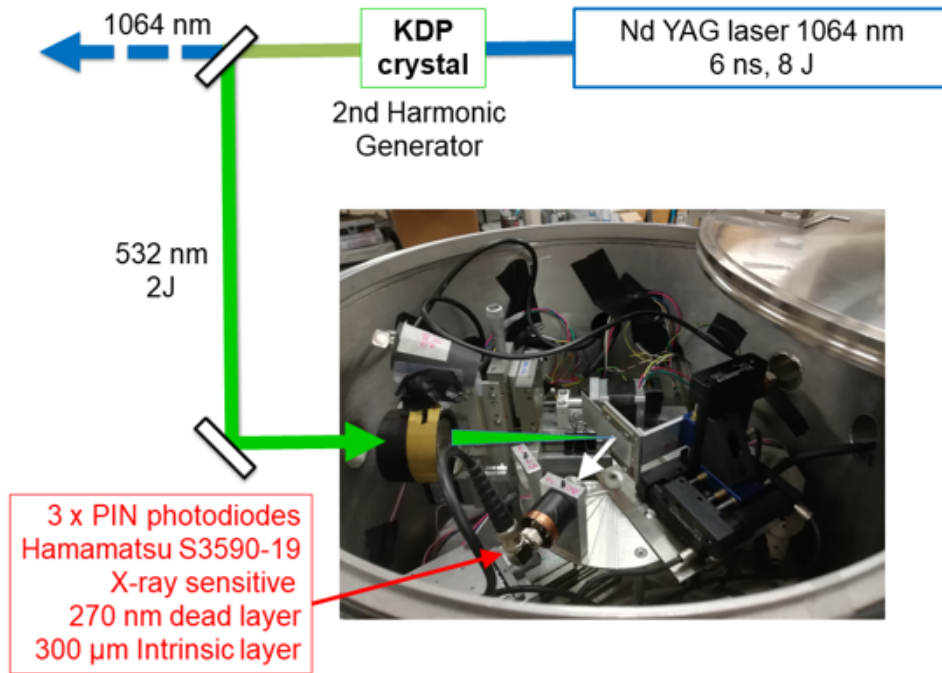 1064 nm
KDP
crystal
Nd YAG laser 1064 nm
6 ns, 8 J
2nd Harmonic
Generator
532 nm
2J
3 x PIN photodiodes
Hamamatsu S3590-19
X-ray sensitive
270 nm dead layer
300 µm Intrinsic layer